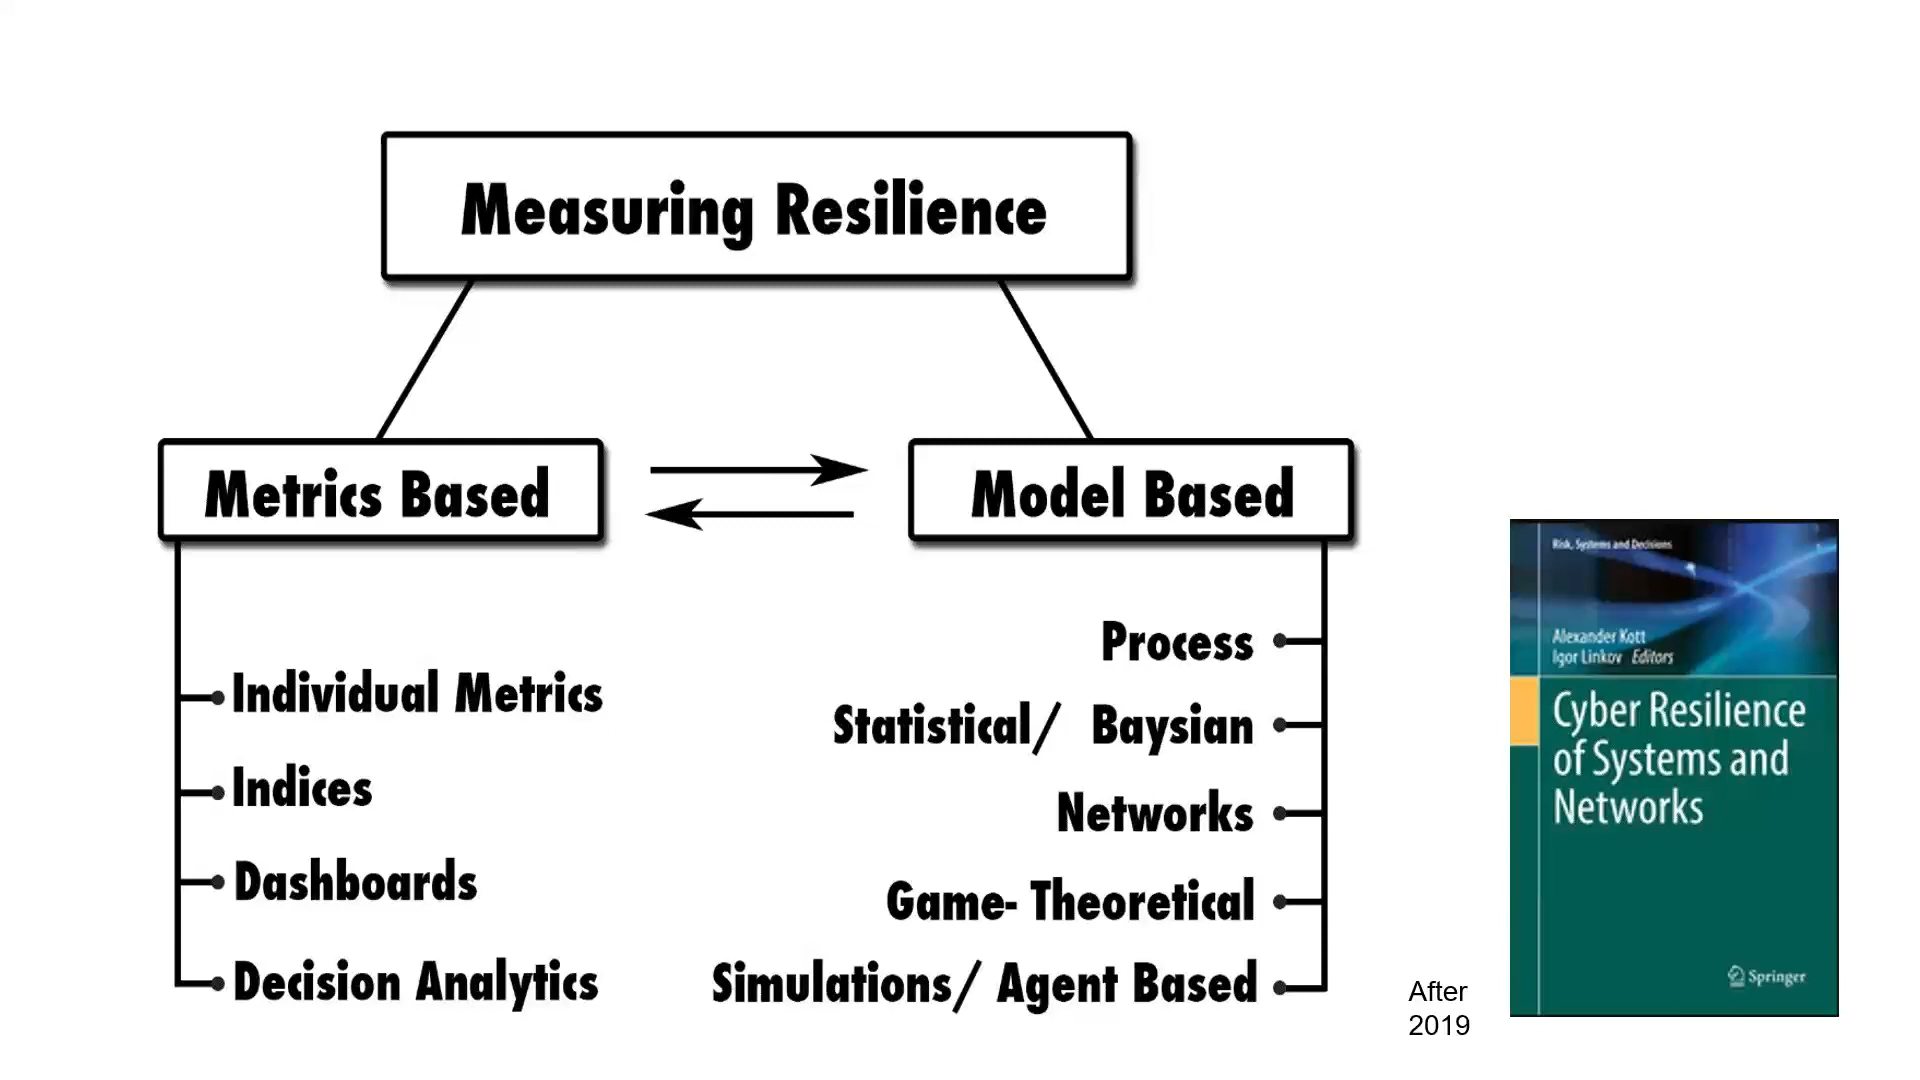 Measuring Resilience
Metrics Based
Model Based
Individual Metrics
Indices
Dashboards
Decision Analytics
Process
Statistical/ Baysian
Networks
Game- Theoretical
Simulations/ Agent Based
After
2019
Risk, Systems and Decisions
Alexander Kott
Igor Linkov Editors
Cyber Resilience
of Systems and
Networks
Springer